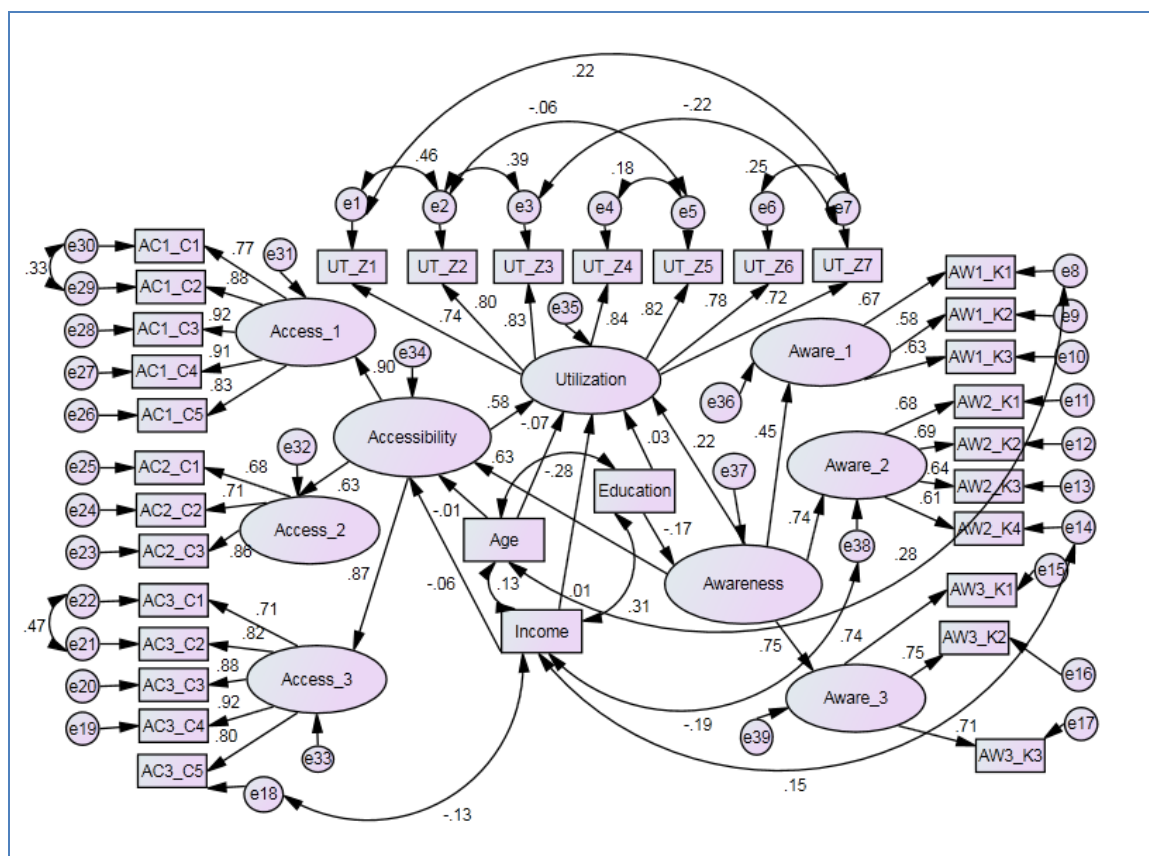 .22
-.06
-.22
.46
.39
.18
.25
e1
e2
e3
e4
e5
e6
e7
UT_Z1
UT_Z2
UT_Z3
UT_Z4
UT_Z5
UT_Z6
UT_Z7
.74
.80
.83
.84
.82
.78
.72
.67
e35
Utilization
e30
AC1_C1
.77
e31
.33
e29
AC1_C2
.88
e28
AC1_C3
.92
Access_1
e27
AC1_C4
.91
e26
AC1_C5
.83
.90
e34
Accessibility
.58
-.07
.63
e25
AC2_C1
.68
e32
.63
e24
AC2_C2
.71
Access_2
e23
AC2_C3
.86
-.01
.87
-.06
e22
AC3_C1
.71
.47
e21
AC3_C2
.82
e20
AC3_C3
.88
Access_3
e19
AC3_C4
.92
.80
e33
AC3_C5
e18
-.13
-.28
.03
Education
-.17
Age
.13
.01
.31
Income
.22
e37
Awareness
.45
.74
.75
AW1_K1
e8
.58
AW1_K2
e9
.63
AW1_K3
e10
Aware_1
e36
.68
AW2_K1
e11
.69
AW2_K2
e12
Aware_2
.64
AW2_K3
e13
.61
AW2_K4
e14
e38
.28
e15
AW3_K1
.74
AW3_K2
.75
e16
Aware_3
-.19
e39
.71
e17
AW3_K3
.15